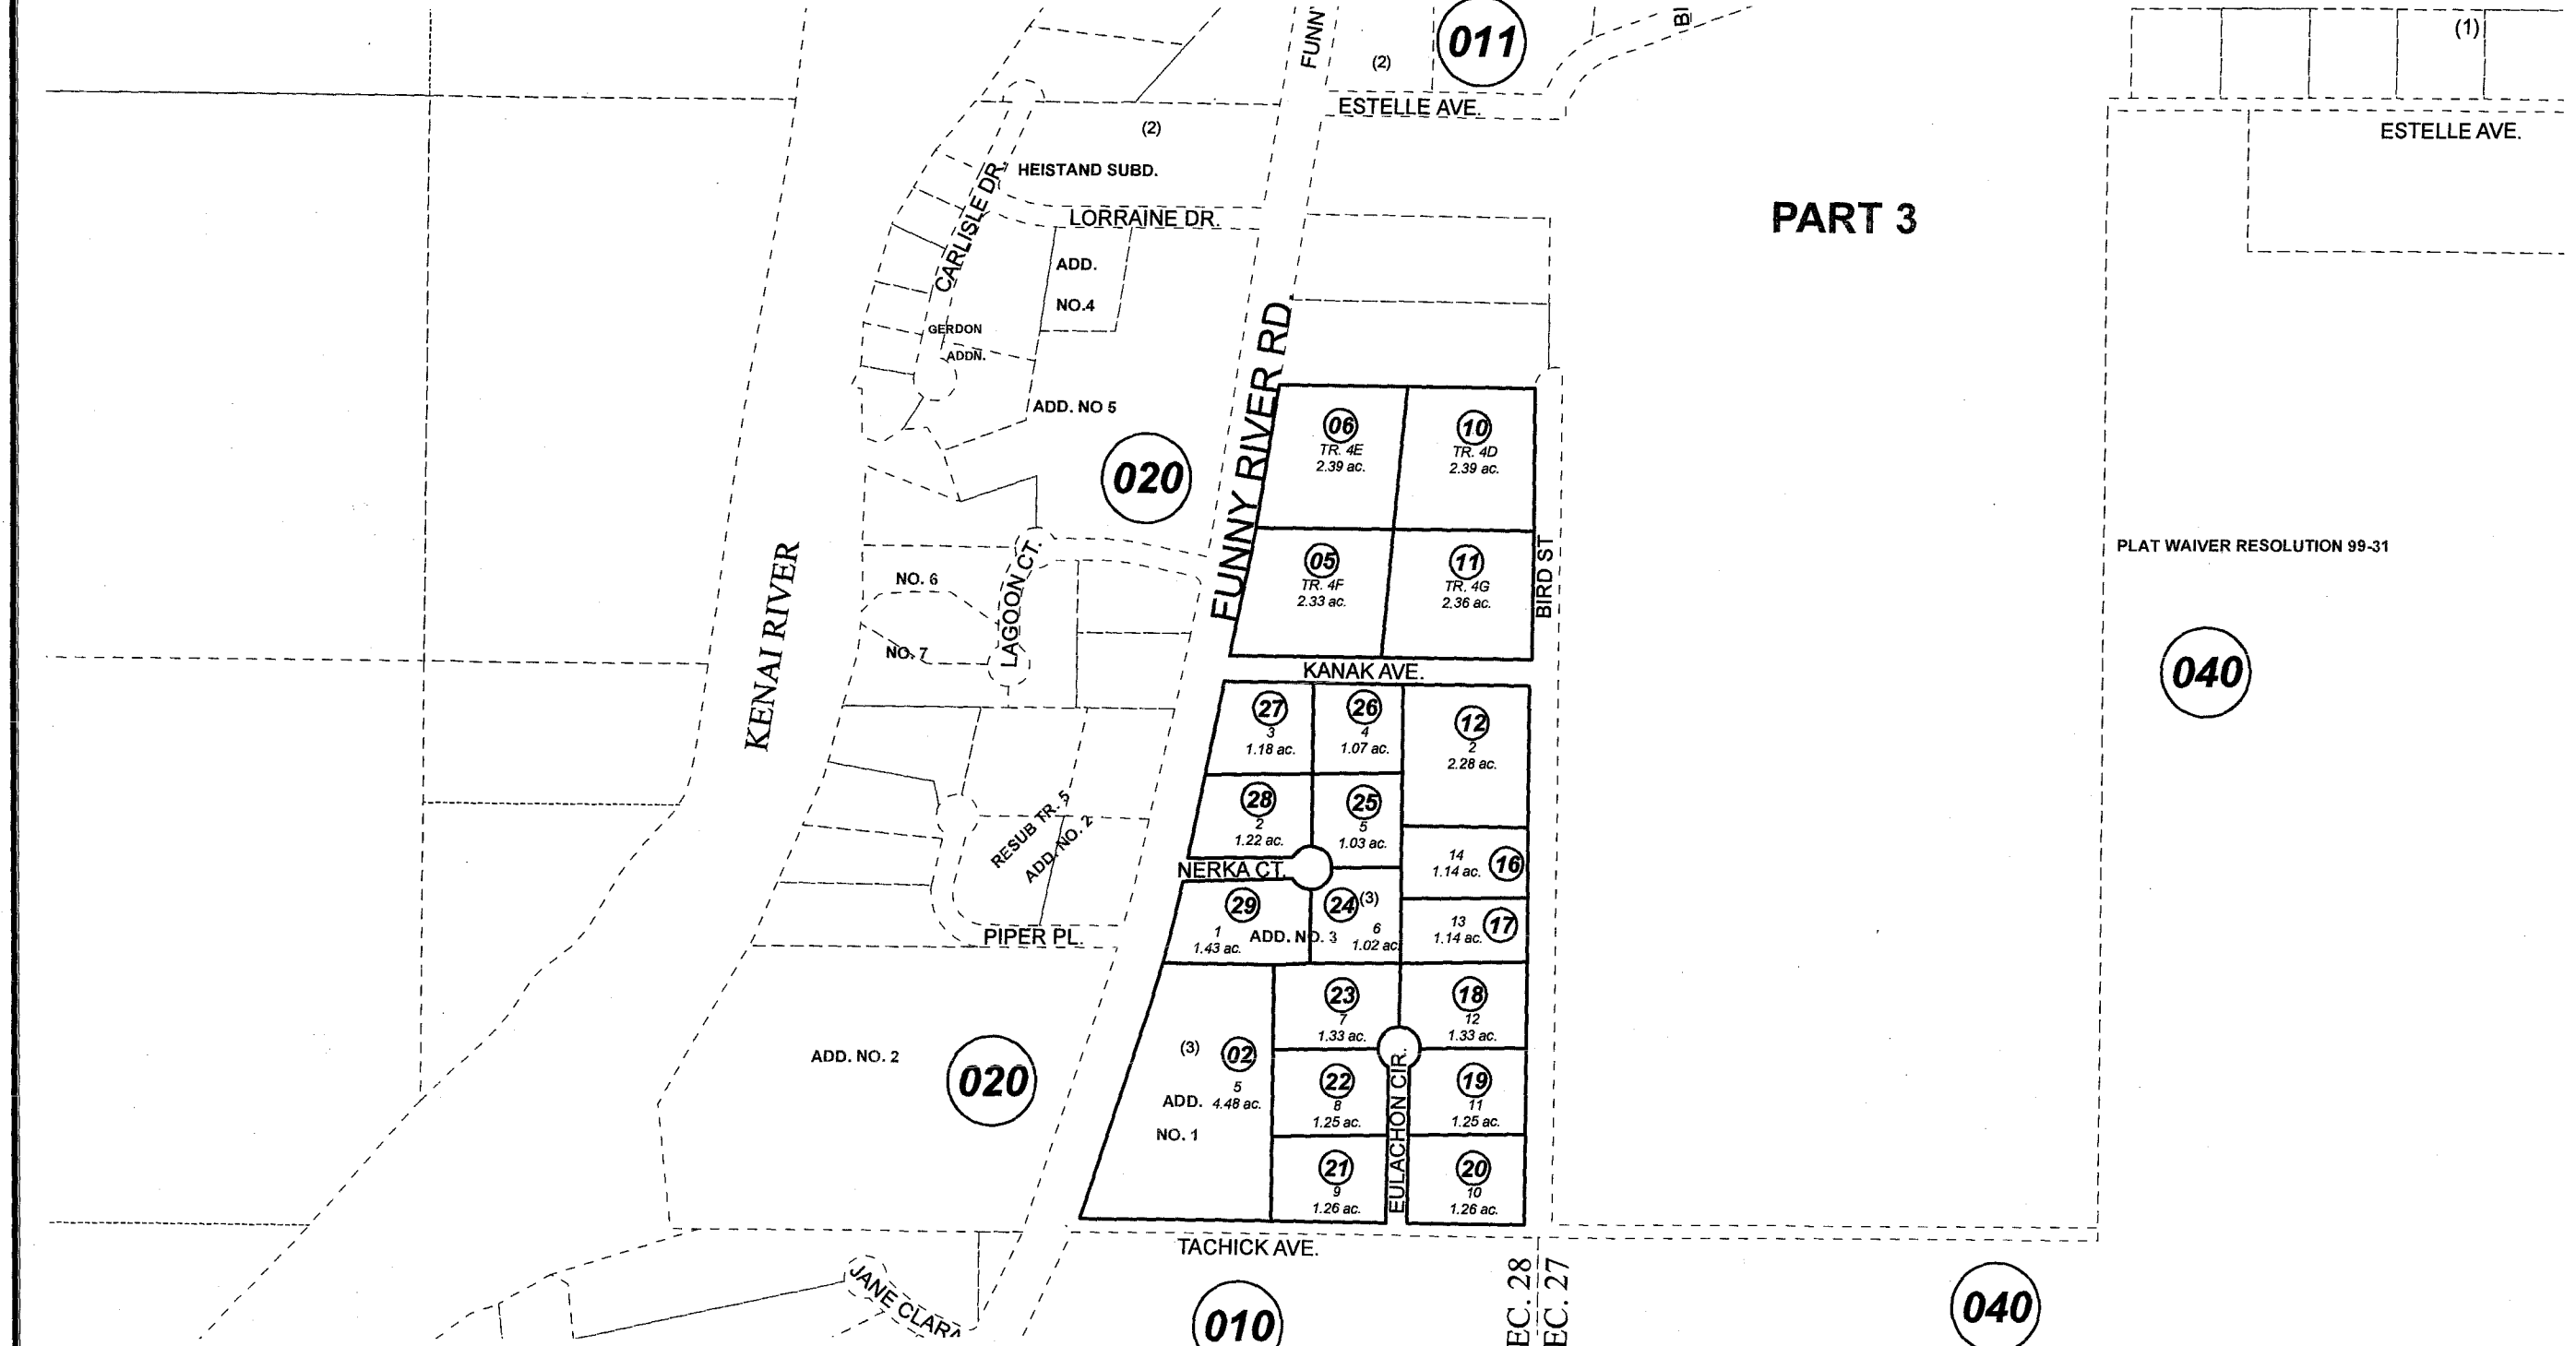 FUNNY
011
(2)
(1)
ESTELLE AVE.
ESTELLE AVE.
(2)
HEISTAND SUBD.
CARLISLE DR.
LORRAINE DR.
PART 3
ADD.
NO.4
GERDON
ADDN.
ADD. NO 5
FUNNY RIVER RD.
020
06
TR. 4E
2.39 ac.
10
TR. 4D
2.39 ac.
05
TR. 4F
2.33 ac.
11
TR. 4G
2.36 ac.
BIRD ST
PLAT WAIVER RESOLUTION 99-31
040
KENAI RIVER
LAGOON CT.
NO. 6
NO. 7
KANAK AVE.
27
3
1.18 ac.
26
4
1.07 ac.
12
2
2.28 ac.
28
2
1.22 ac.
25
5
1.03 ac.
RESUB TR. 5
ADD. NO. 2
NERKA CT.
14
1.14 ac.
16
29
1
1.43 ac.
ADD. NO. 3
24
(3)
6
1.02 ac.
13
1.14 ac.
17
PIPER PL.
23
7
1.33 ac.
18
12
1.33 ac.
ADD. NO. 2
020
(3)
02
5
ADD. 4.48 ac.
NO. 1
22
8
1.25 ac.
19
11
1.25 ac.
EULACHON CIR.
21
9
1.26 ac.
20
10
1.26 ac.
TACHICK AVE.
JANE CLARA
010
EC. 28
EC. 27
040